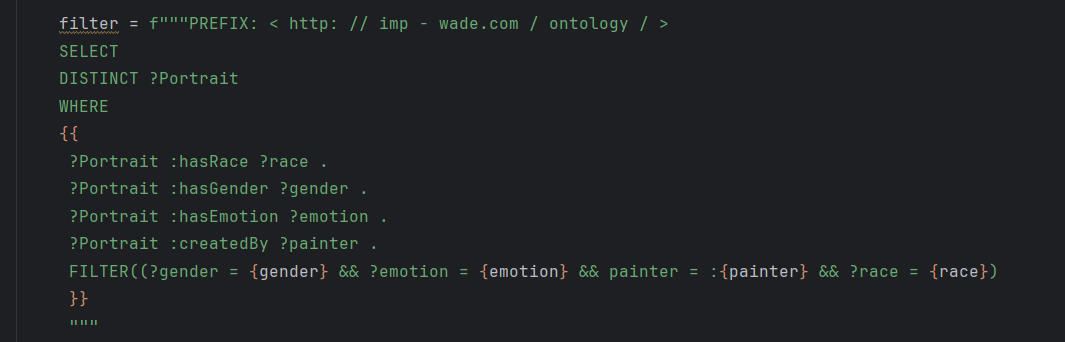 filter = f"""PREFIX: < http: // imp - wade.com / ontology / >
SELECT
DISTINCT ?Portrait
WHERE
{{
?Portrait :hasRace ?race .
?Portrait :hasGender ?gender .
?Portrait :hasEmotion ?emotion .
?Portrait :createdBy ?painter .
FILTER((?gender = {gender} && ?emotion = {emotion} && painter = :{painter} && ?race = {race})
}}
"""